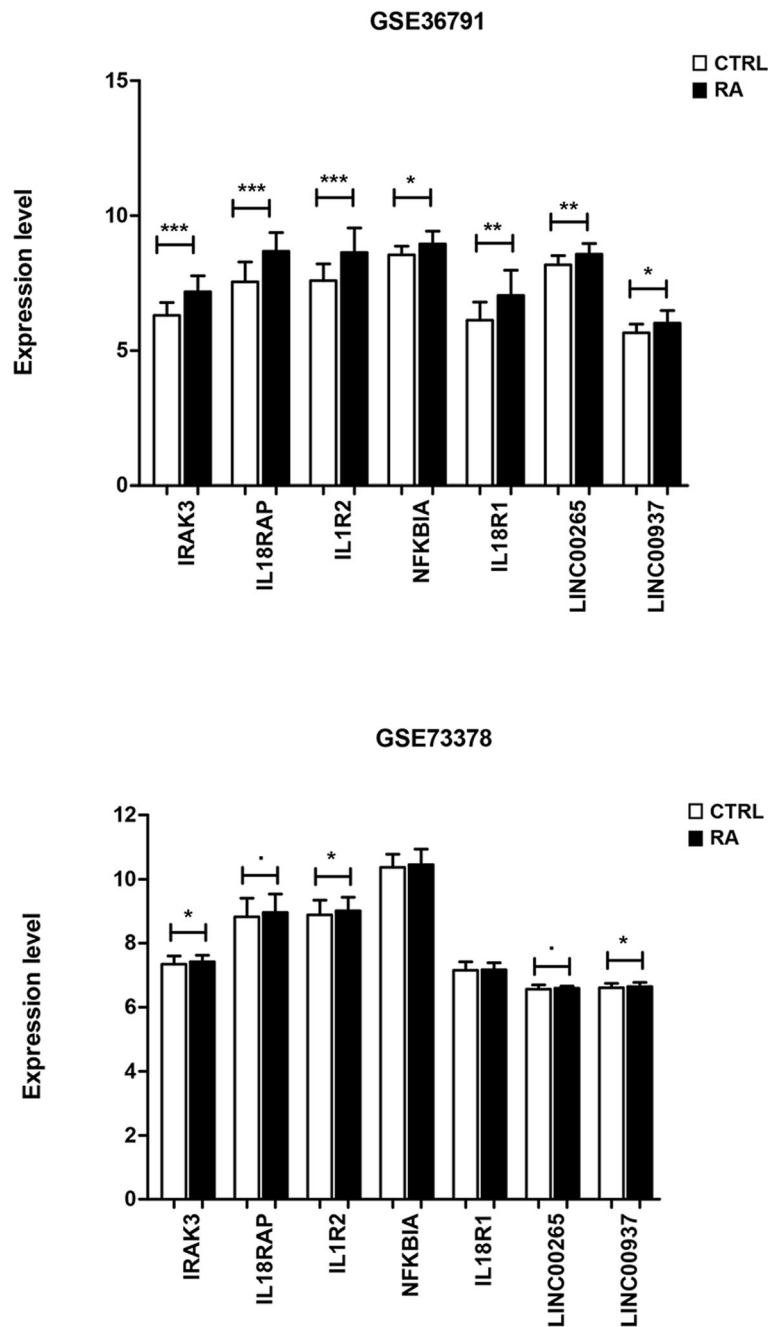 GSE36791
CTRL
RA
15
10
5
0
Expression level
***
***
***
*
**
**
*
IRAK3
IL18RAP
IL1R2
NFKBIA
IL18R1
LINC00265
LINC00937
GSE73378
CTRL
RA
12
10
8
6
4
2
0
Expression level
*
.
*
.
*
IRAK3
IL18RAP
IL1R2
NFKBIA
IL18R1
LINC00265
LINC00937